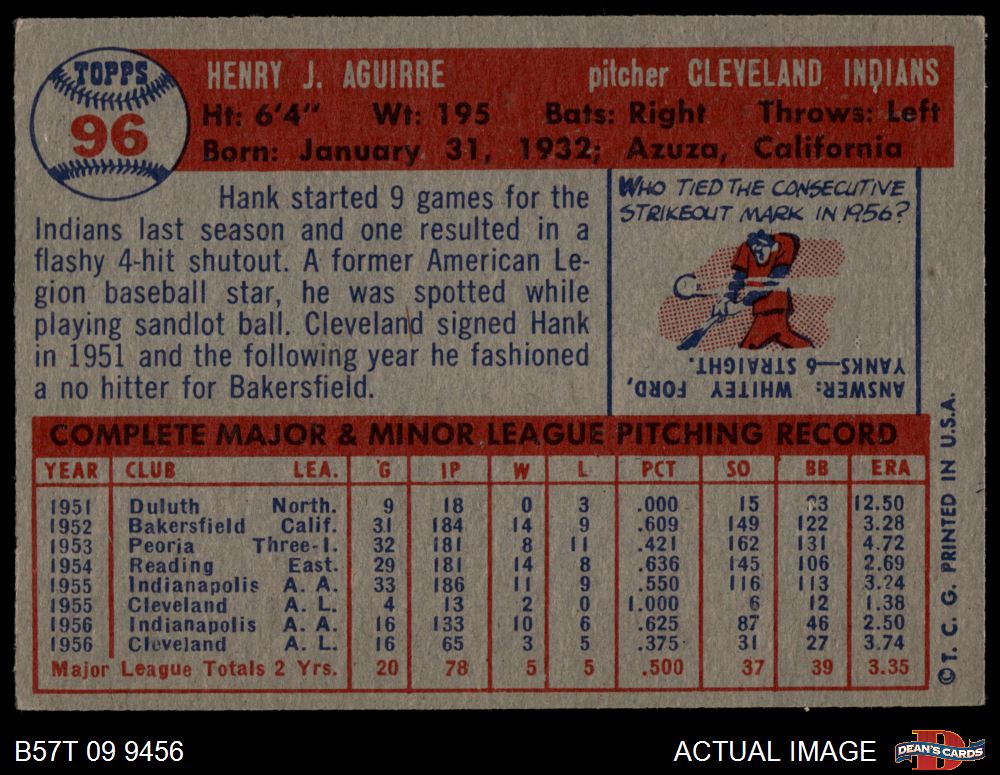 TOPPS
96
HENRY J. AGUIRRE pitcher CLEVELAND INDIANS
Ht: 6'4" Wt: 195 Bats: Right Throws: Left
Born: January 31, 1932; Azuza, California
Hank started 9 games for the
Indians last season and one resulted in a
flashy 4-hit shutout. A former American Le-
gion baseball star, he was spotted while
playing sandlot ball. Cleveland signed Hank
in 1951 and the following year he fashioned
a no hitter for Bakersfield.
WHO TIED THE CONSECUTIVE
STRIKEOUT MARK IN 1956?
ANSWER: WHITEY FORD,
YANKS—6 STRAIGHT.
COMPLETE MAJOR & MINOR LEAGUE PITCHING RECORD
YEAR CLUB LEA. G IP W L PCT SO BB ERA
1951 Duluth North. 9 18 0 3 .000 15 23 12.50
1952 Bakersfield Calif. 31 184 14 9 .609 149 122 3.28
1953 Peoria Three-I. 32 181 8 11 .421 162 131 4.72
1954 Reading East. 29 181 14 8 .636 145 106 2.69
1955 Indianapolis A. A. 33 186 11 9 .550 116 113 3.24
1955 Cleveland A. L. 4 13 2 0 1.000 6 12 1.38
1956 Indianapolis A. A. 16 133 10 6 .625 87 46 2.50
1956 Cleveland A. L. 16 65 3 5 .375 31 27 3.74
Major League Totals 2 Yrs. 20 78 5 5 .500 37 39 3.35
© T. C. G. PRINTED IN U.S.A.
B57T 09 9456 ACTUAL IMAGE DEAN'S CARDS